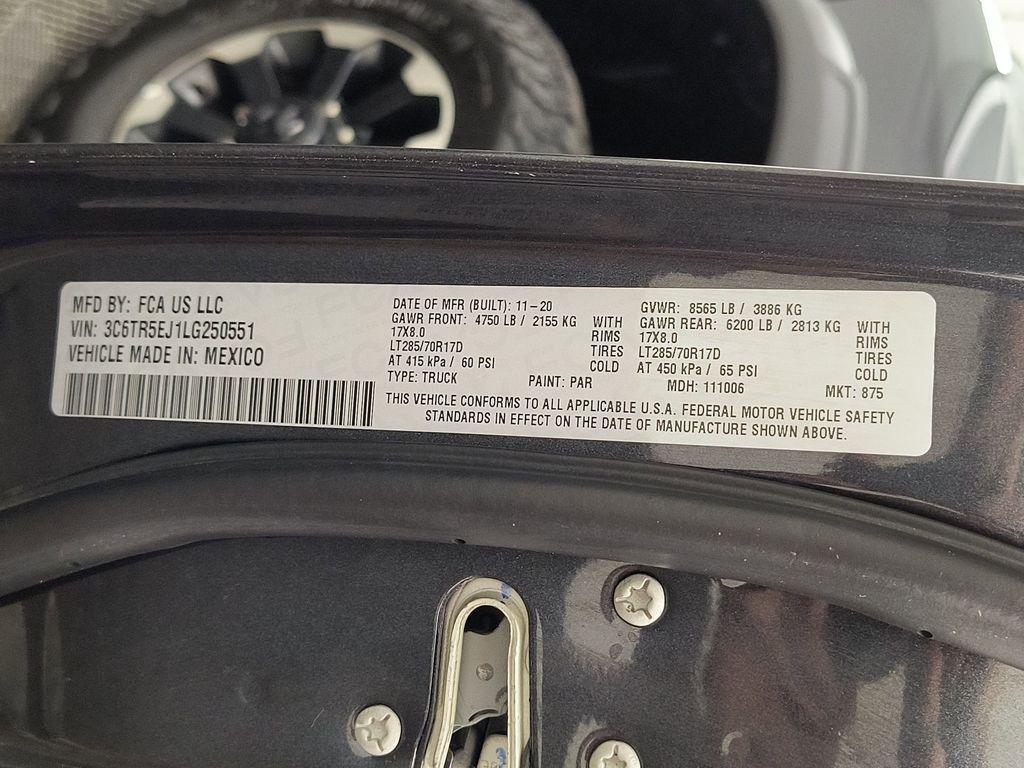 MFD BY: FCA US LLC
VIN: 3C6TR5EJ1LG250551
VEHICLE MADE IN: MEXICO
DATE OF MFR (BUILT): 11-20
GAWR FRONT: 4750 LB / 2155 KG WITH
17X8.0 RIMS
LT285/70R17D TIRES
AT 415 kPa / 60 PSI COLD
TYPE: TRUCK PAINT: PAR
GVWR: 8565 LB / 3886 KG
GAWR REAR: 6200 LB / 2813 KG WITH
17X8.0 RIMS
LT285/70R17D TIRES
AT 450 kPa / 65 PSI COLD
MDH: 111006 MKT: 875
THIS VEHICLE CONFORMS TO ALL APPLICABLE U.S.A. FEDERAL MOTOR VEHICLE SAFETY
STANDARDS IN EFFECT ON THE DATE OF MANUFACTURE SHOWN ABOVE.